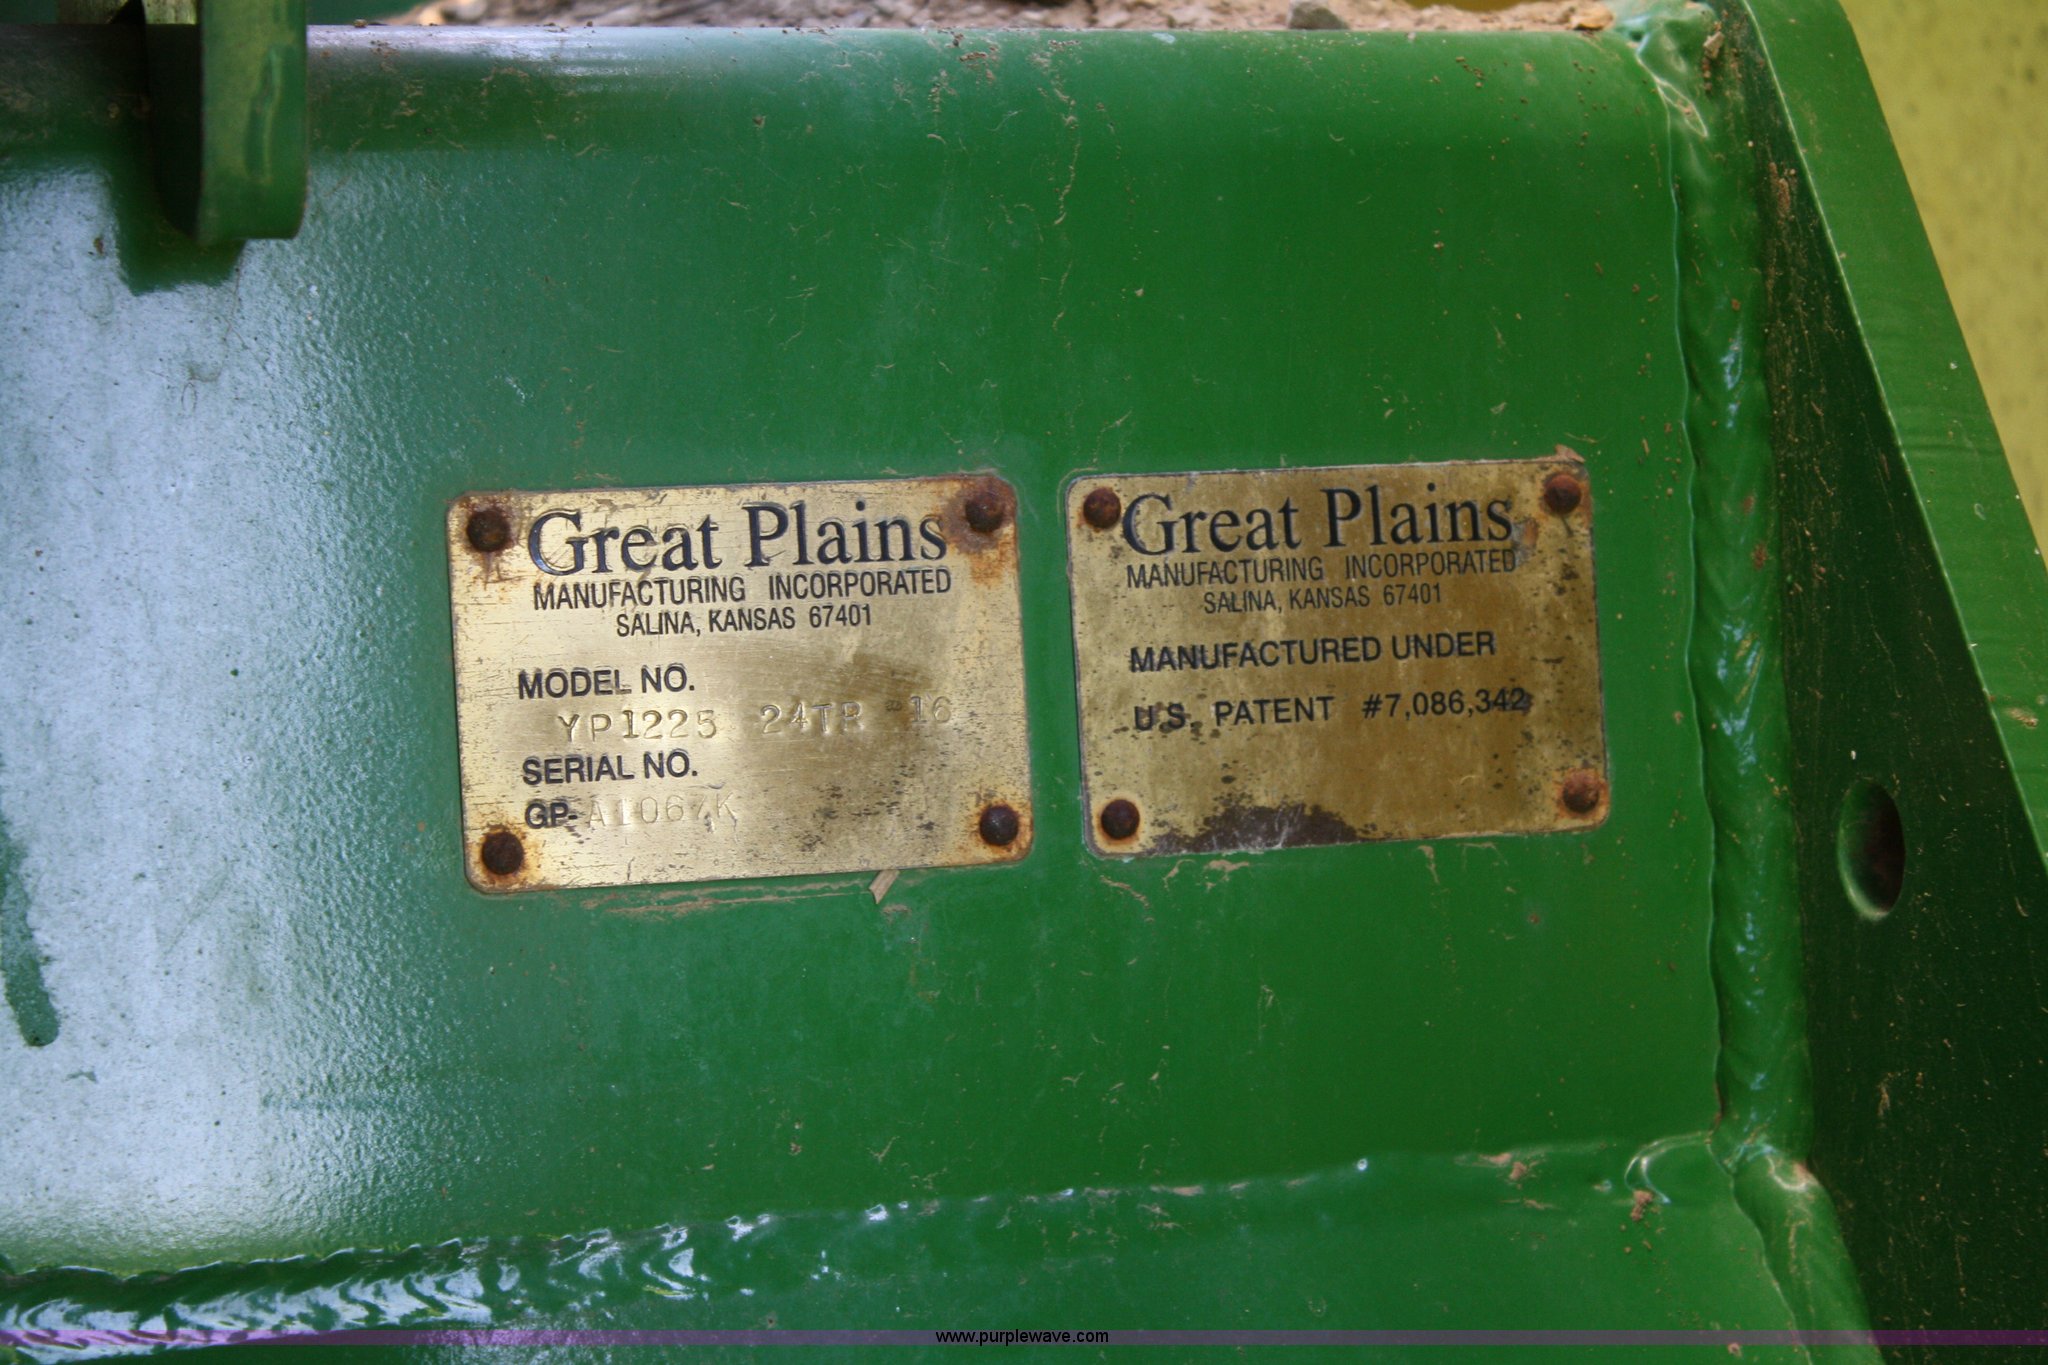 Great Plains
MANUFACTURING INCORPORATED
SALINA, KANSAS 67401
MODEL NO.
YP1225 24TR 16
SERIAL NO.
GP-A1067K
Great Plains
MANUFACTURING INCORPORATED
SALINA, KANSAS 67401
MANUFACTURED UNDER
U.S. PATENT #7,086,342
www.purplewave.com